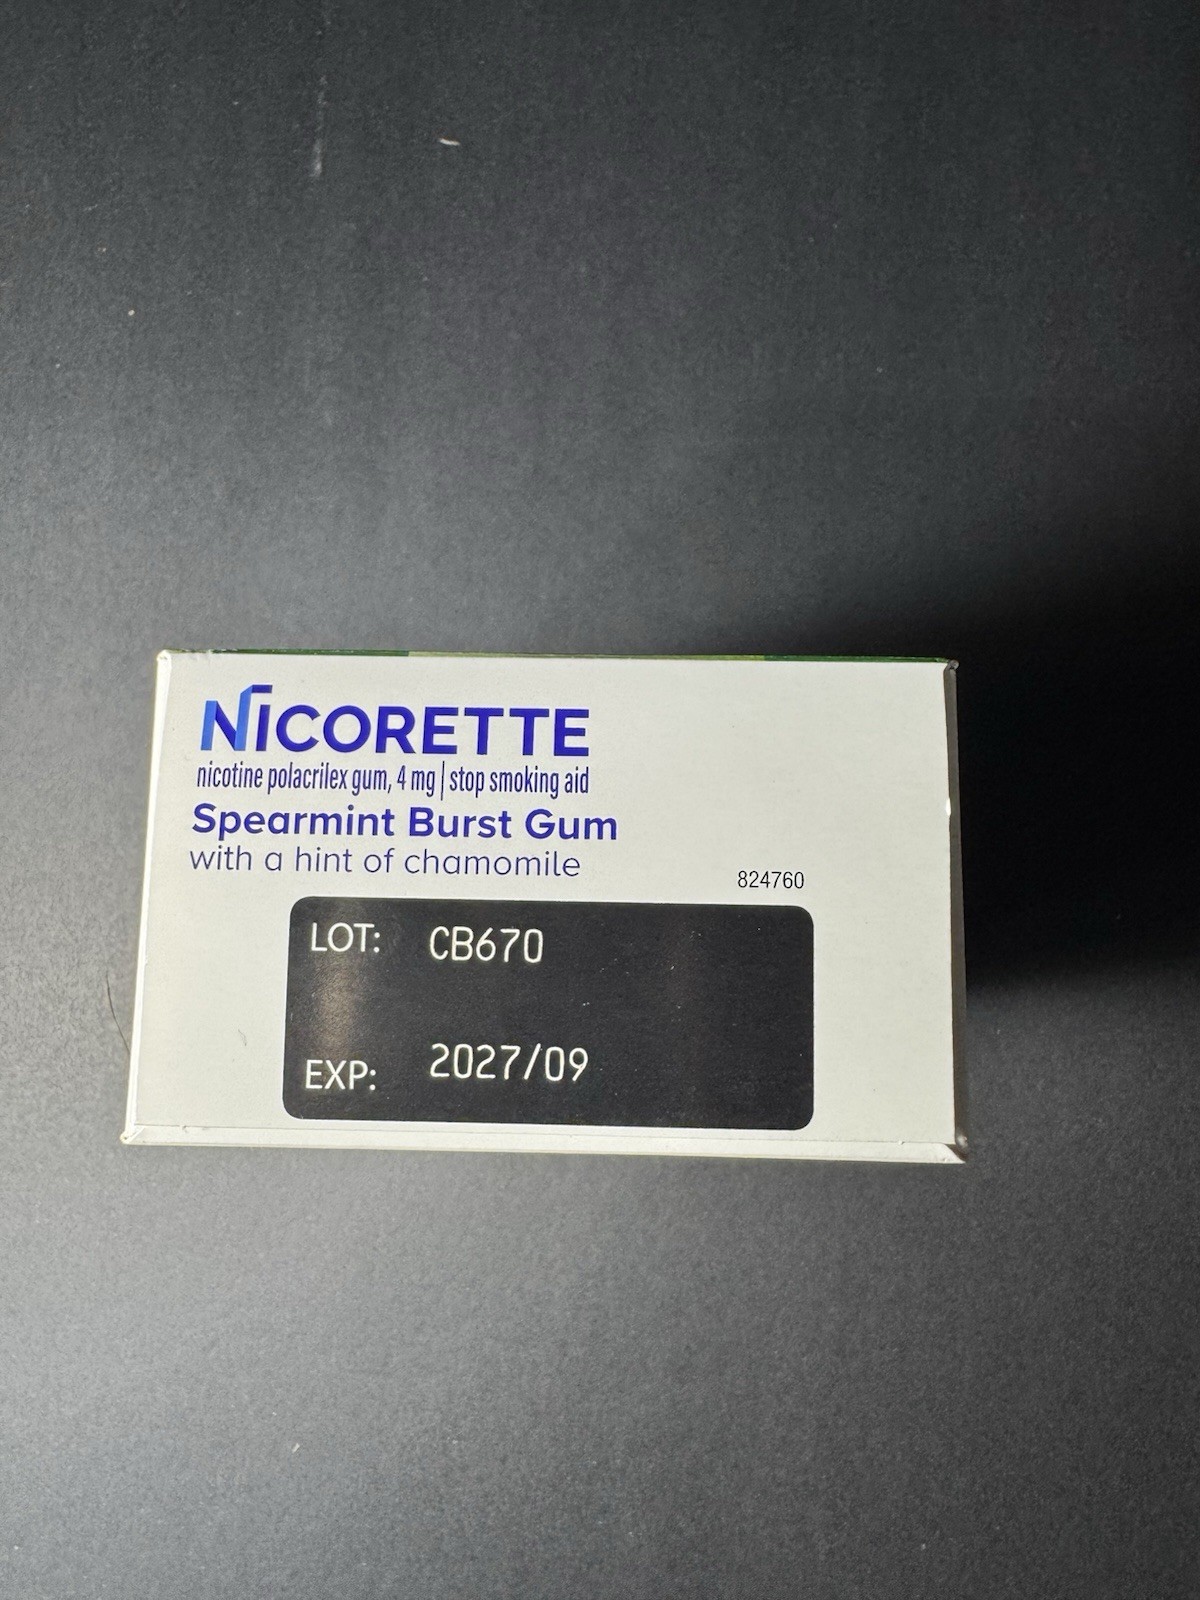 NICORETTE
nicotine polacrilex gum, 4 mg | stop smoking aid
Spearmint Burst Gum
with a hint of chamomile
824760
LOT: CB670
EXP: 2027/09